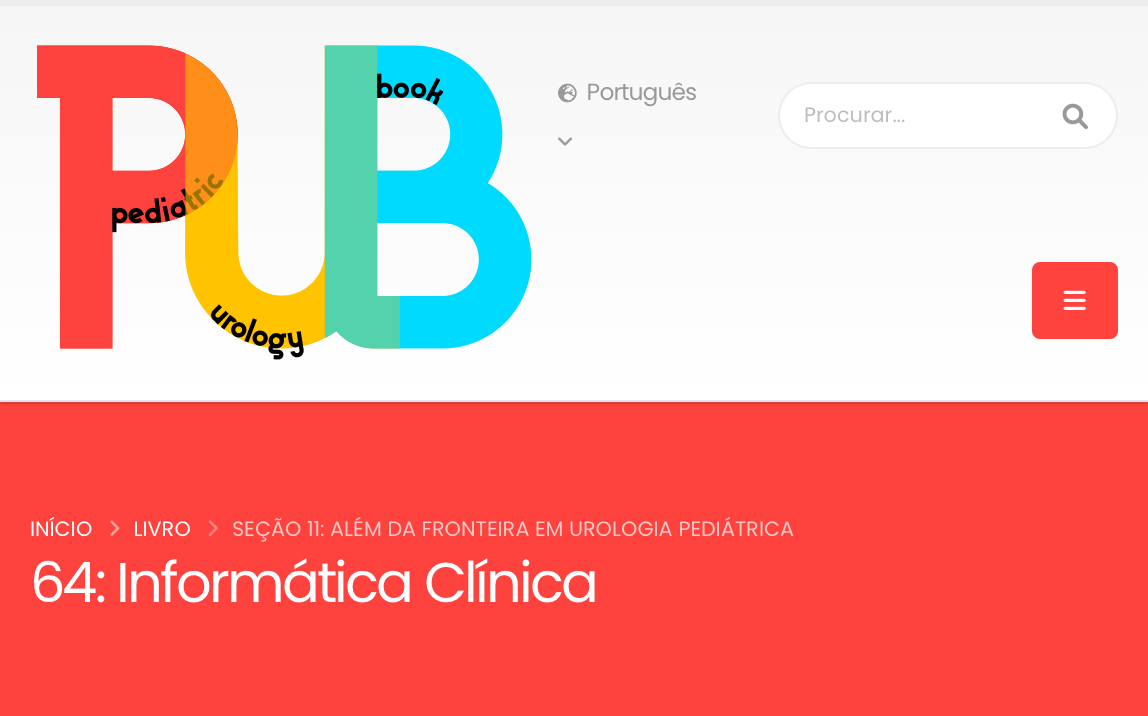 PUB
pediatric
urology
book
Português
Procurar...
INÍCIO LIVRO SEÇÃO 11: ALÉM DA FRONTEIRA EM UROLOGIA PEDIÁTRICA
64: Informática Clínica